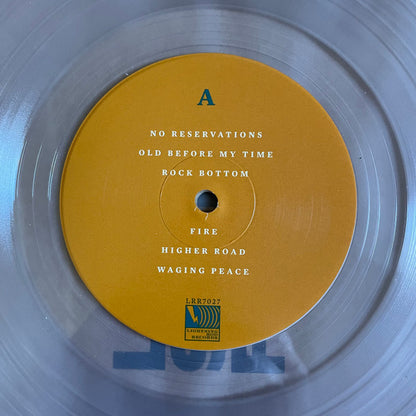 A
NO RESERVATIONS
OLD BEFORE MY TIME
ROCK BOTTOM
FIRE
HIGHER ROAD
WAGING PEACE
LRR7027
LIGHTNING
ROD
RECORDS